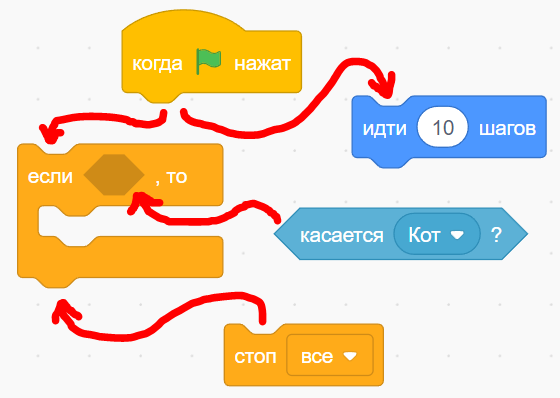 когда нажат
идти 10 шагов
если , то
касается Кот ?
стоп все